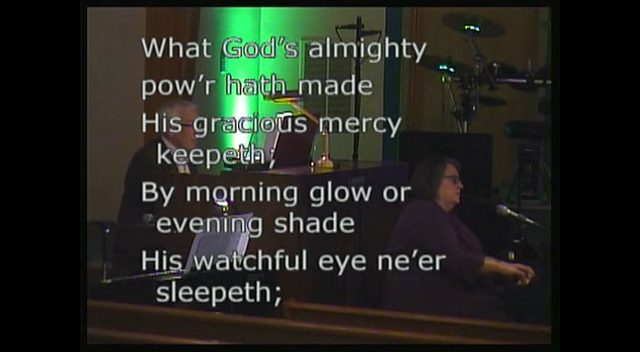 What God's almighty
pow'r hath made
His gracious mercy
keepeth;
By morning glow or
evening shade
His watchful eye ne'er
sleepeth;